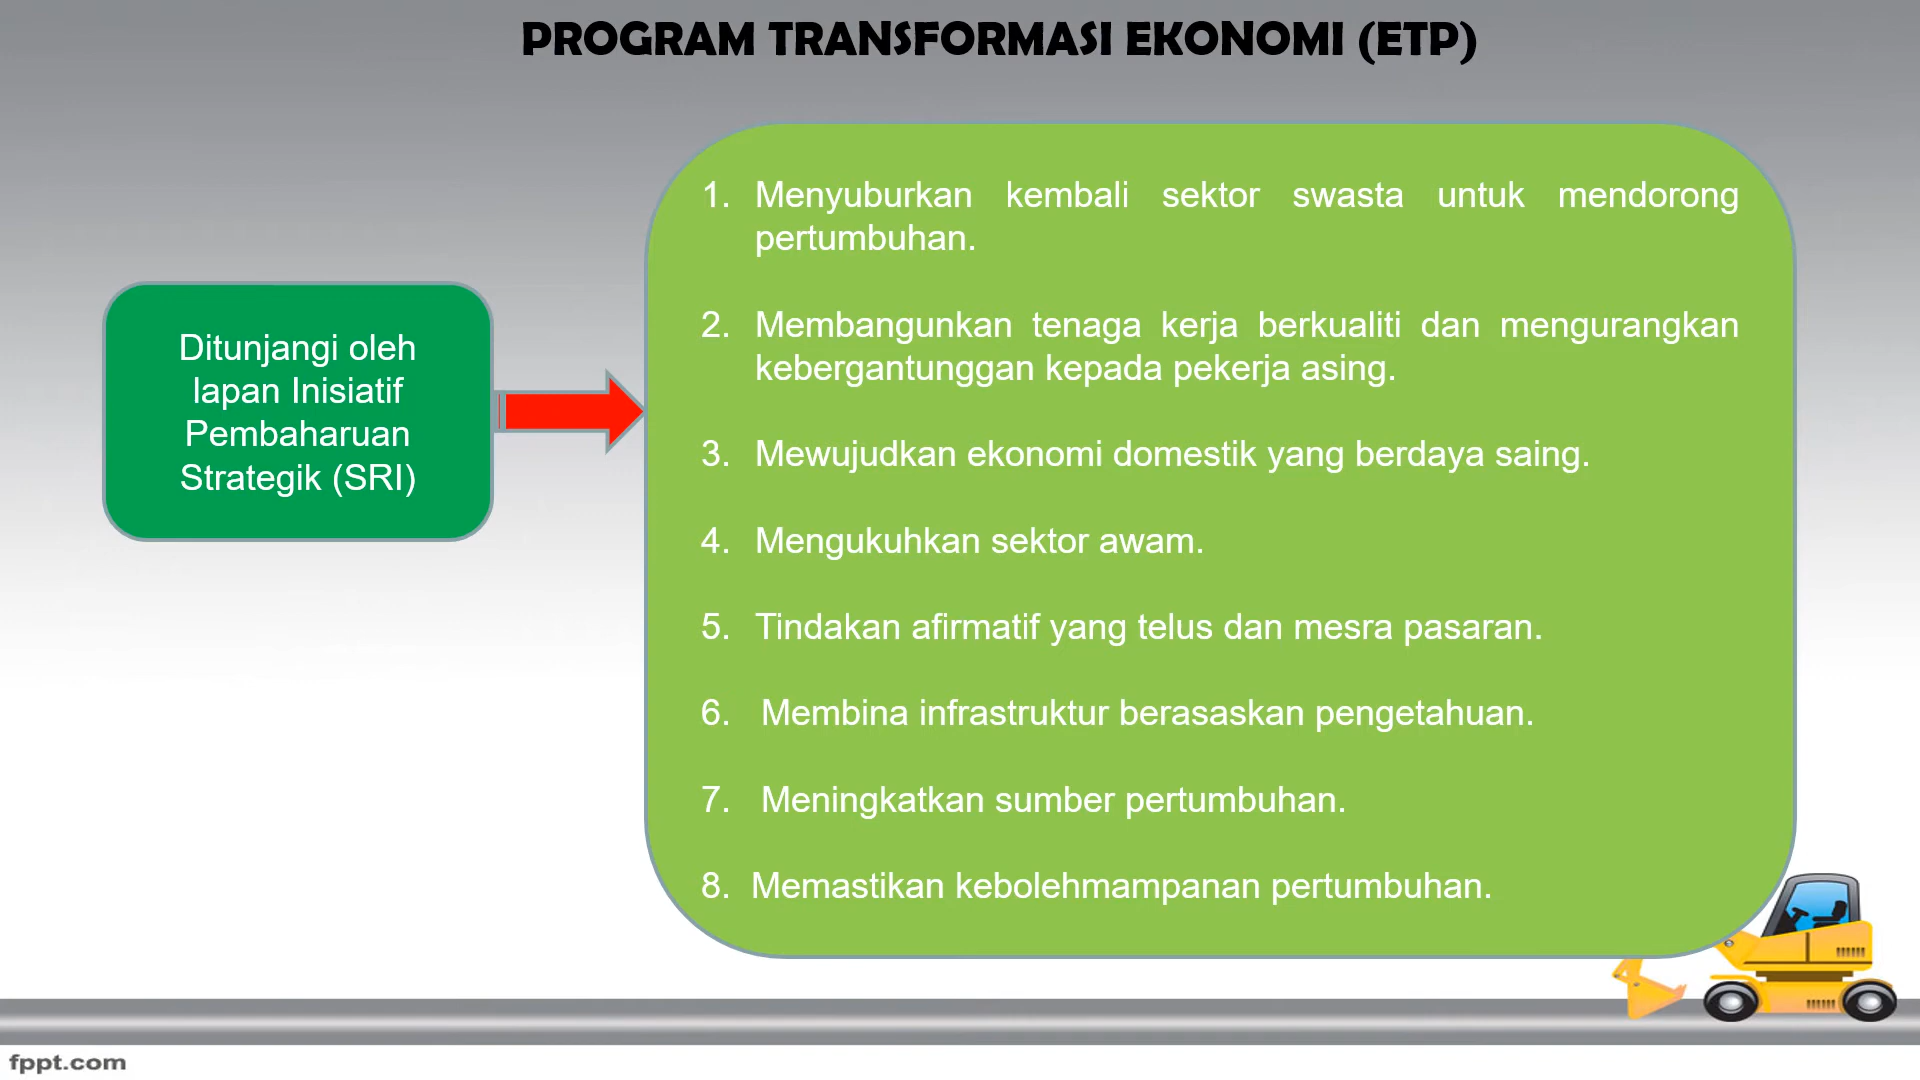 PROGRAM TRANSFORMASI EKONOMI (ETP)
Ditunjangi oleh
lapan Inisiatif
Pembaharuan
Strategik (SRI)
1. Menyuburkan kembali sektor swasta untuk mendorong
pertumbuhan.
2. Membangunkan tenaga kerja berkualiti dan mengurangkan
kebergantunggan kepada pekerja asing.
3. Mewujudkan ekonomi domestik yang berdaya saing.
4. Mengukuhkan sektor awam.
5. Tindakan afirmatif yang telus dan mesra pasaran.
6. Membina infrastruktur berasaskan pengetahuan.
7. Meningkatkan sumber pertumbuhan.
8. Memastikan kebolehmampanan pertumbuhan.
fppt.com